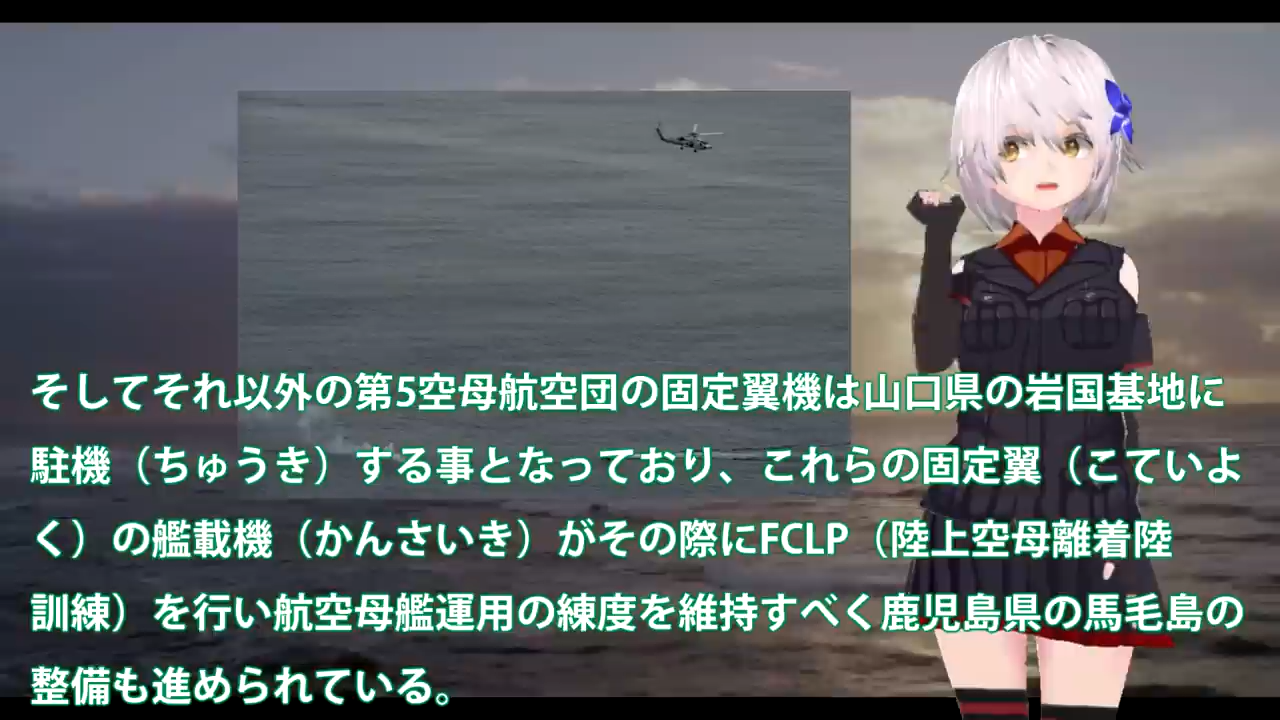 そしてそれ以外の第5空母航空団の固定翼機は山口県の岩国基地に
駐機（ちゅうき）する事となっており、これらの固定翼（こていよ
く）の艦載機（かんさいき）がその際にFCLP（陸上空母離着陸
訓練）を行い航空母艦運用の練度を維持すべく鹿児島県の馬毛島の
整備も進められている。